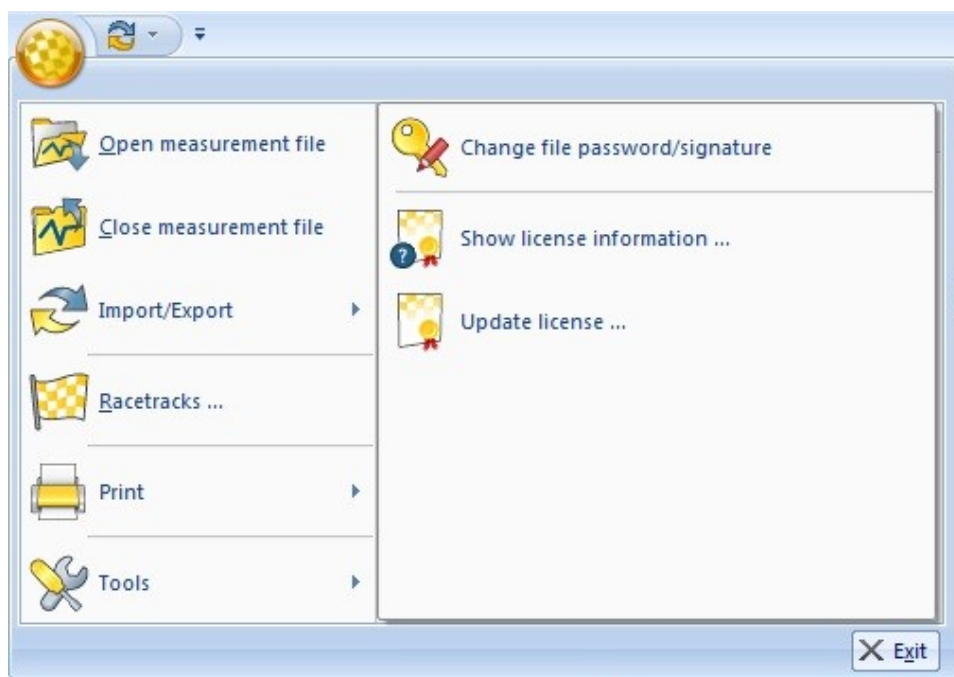 Open measurement file
Close measurement file
Import/Export
Racetracks ...
Print
Tools
Change file password/signature
Show license information ...
?
Update license ...
Exit